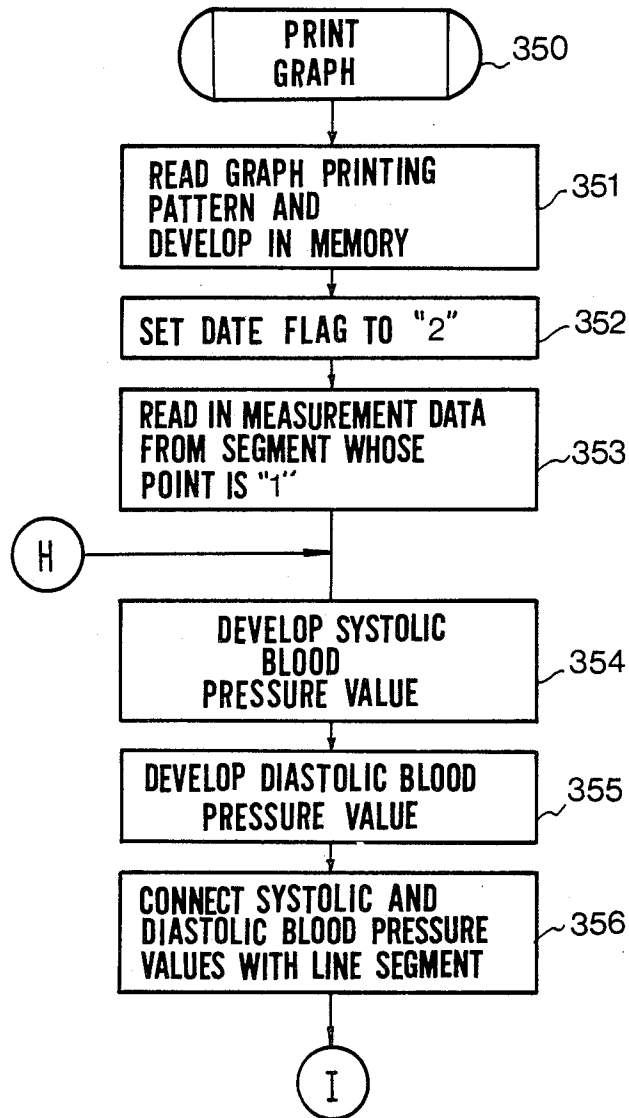 PRINT
GRAPH
350
READ GRAPH PRINTING
PATTERN AND
DEVELOP IN MEMORY
351
SET DATE FLAG TO "2"
352
READ IN MEASUREMENT DATA
FROM SEGMENT WHOSE
POINT IS "1"
353
H
DEVELOP SYSTOLIC
BLOOD
PRESSURE VALUE
354
DEVELOP DIASTOLIC BLOOD
PRESSURE VALUE
355
CONNECT SYSTOLIC AND
DIASTOLIC BLOOD PRESSURE
VALUES WITH LINE SEGMENT
356
I